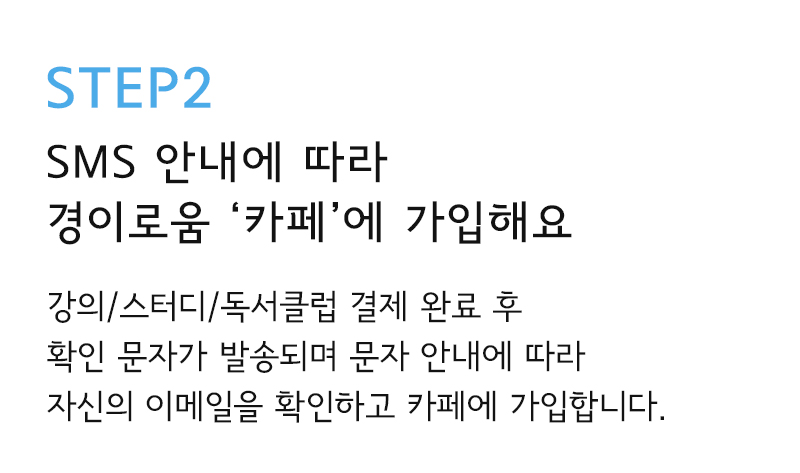 STEP2
SMS 안내에 따라
경이로움 ‘카페’에 가입해요
강의/스터디/독서클럽 결제 완료 후
확인 문자가 발송되며 문자 안내에 따라
자신의 이메일을 확인하고 카페에 가입합니다.